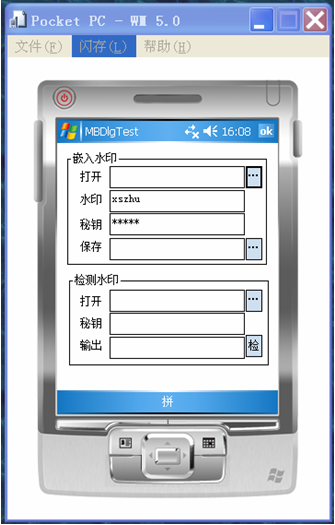 Pocket PC - WM 5.0
文件(F) 闪存(L) 帮助(H)
MBDlgTest 16:08 ok
嵌入水印
打开 ...
水印 xszhu
秘钥 *****
保存 ...
检测水印
打开 ...
秘钥
输出 检
拼